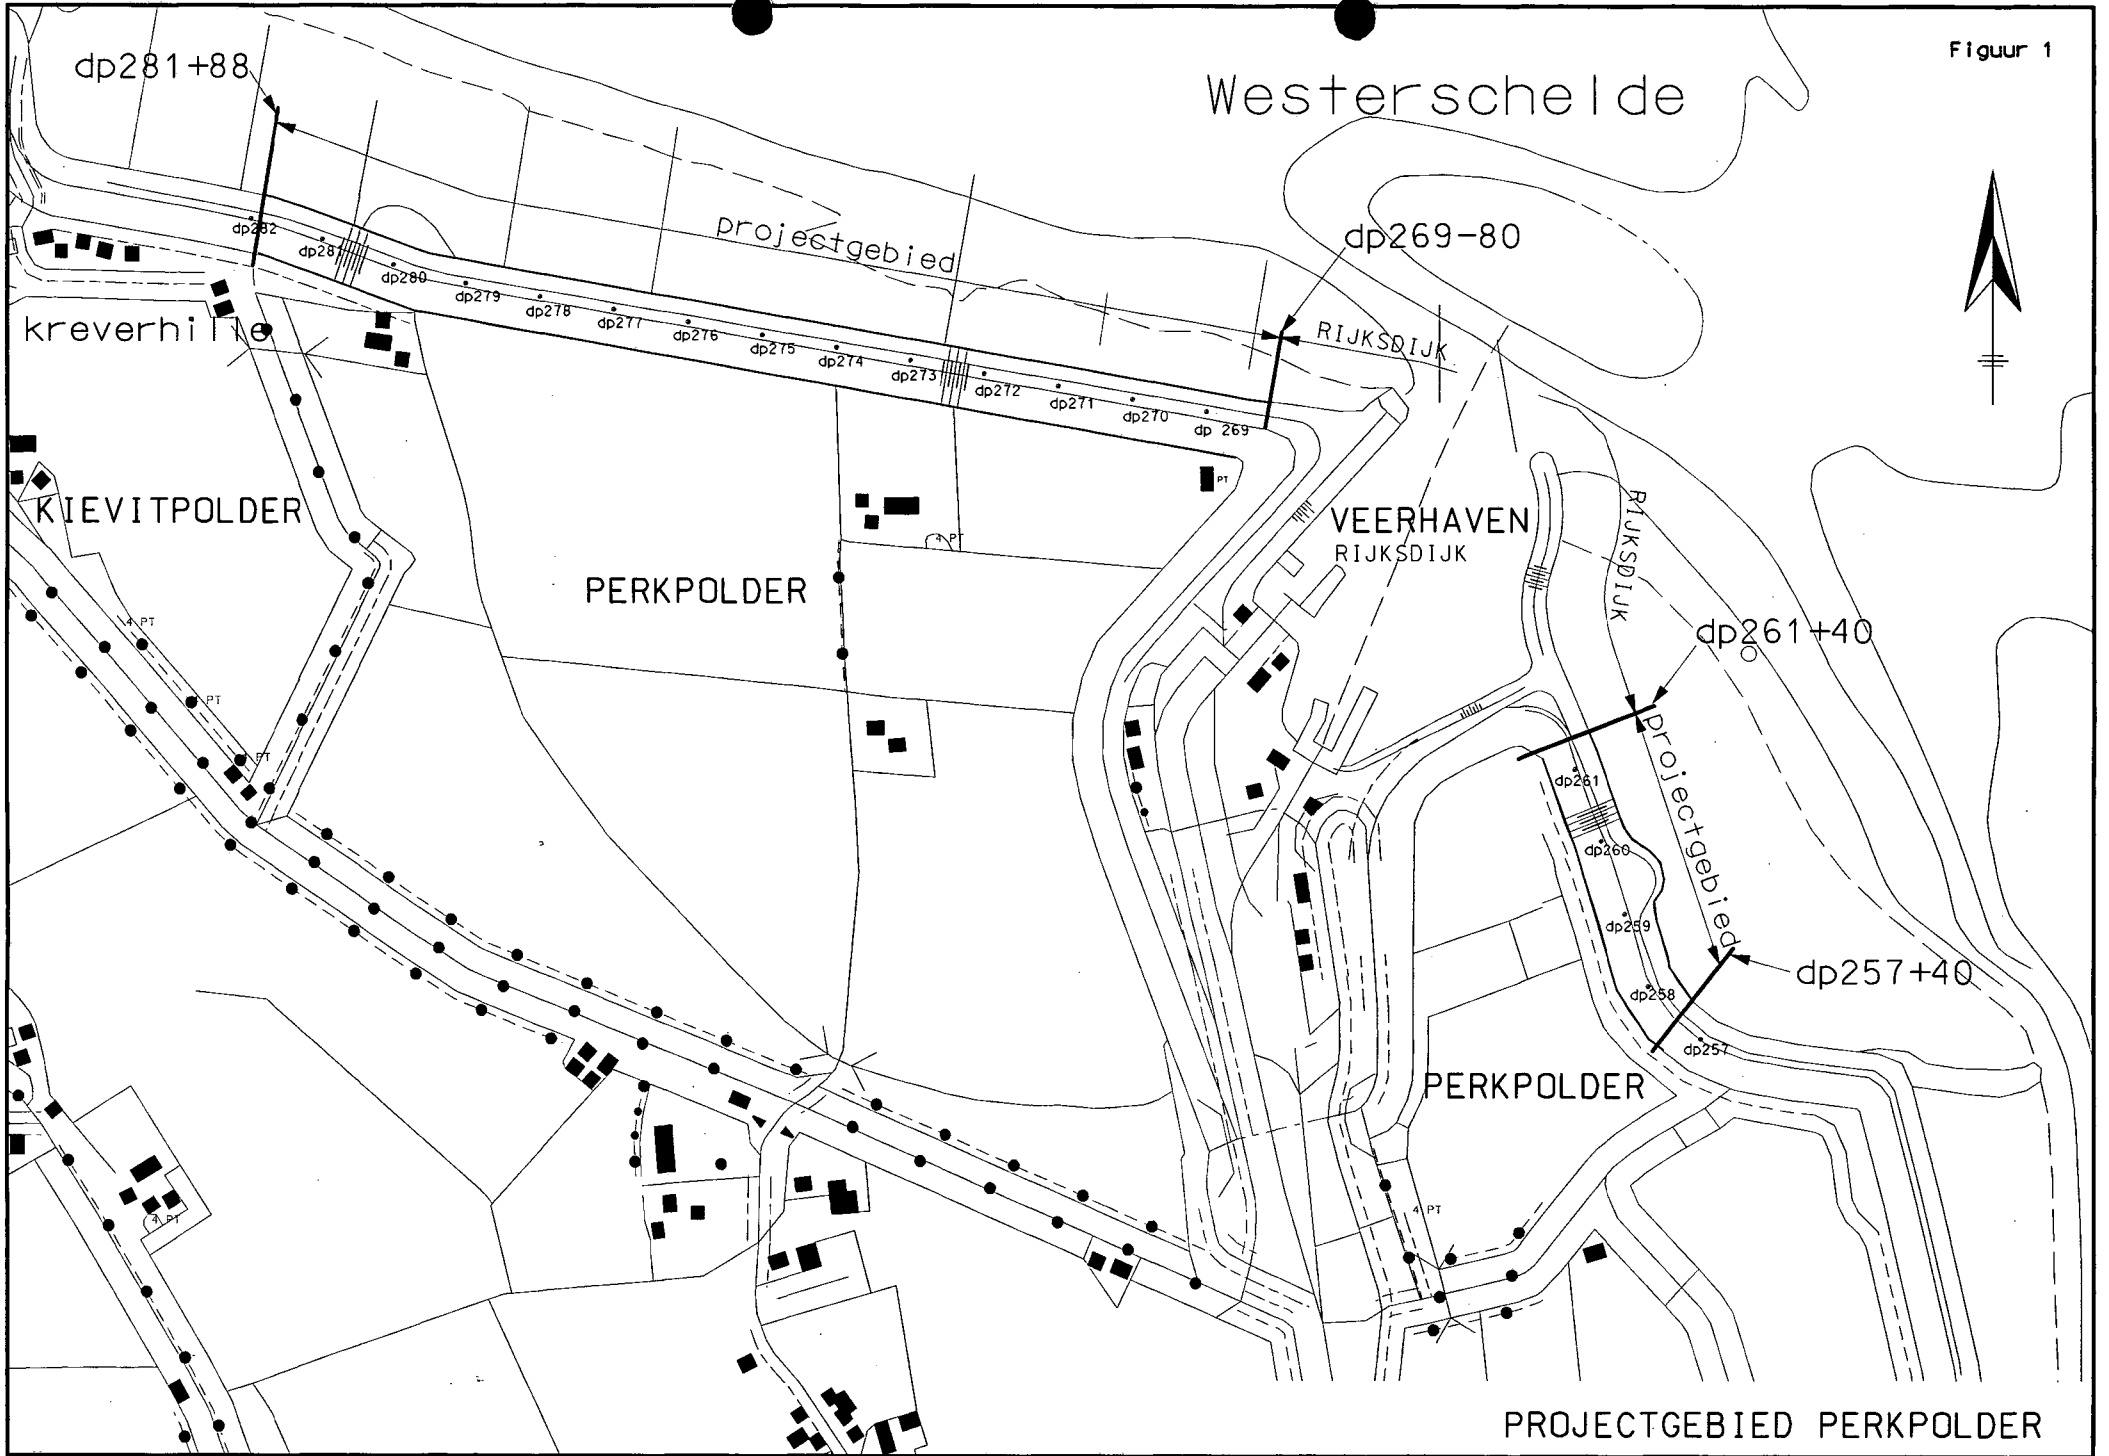 Figuur 1
dp281+88
Westerschelde
projectgebied
dp269-80
dp282
dp281
dp280
dp279
dp278
dp277
dp276
dp275
dp274
dp273
dp272
dp271
dp270
dp 269
RIJKSDIJK
kreverhille
PT
KIEVITPOLDER
VEERHAVEN
RIJKSDIJK
RIJKSDIJK
4 PT
PERKPOLDER
4 PT
PT
PT
dp261+40
projectgebied
dp261
dp260
dp259
dp258
dp257
dp257+40
PERKPOLDER
4 PT
4 PT
PROJECTGEBIED PERKPOLDER